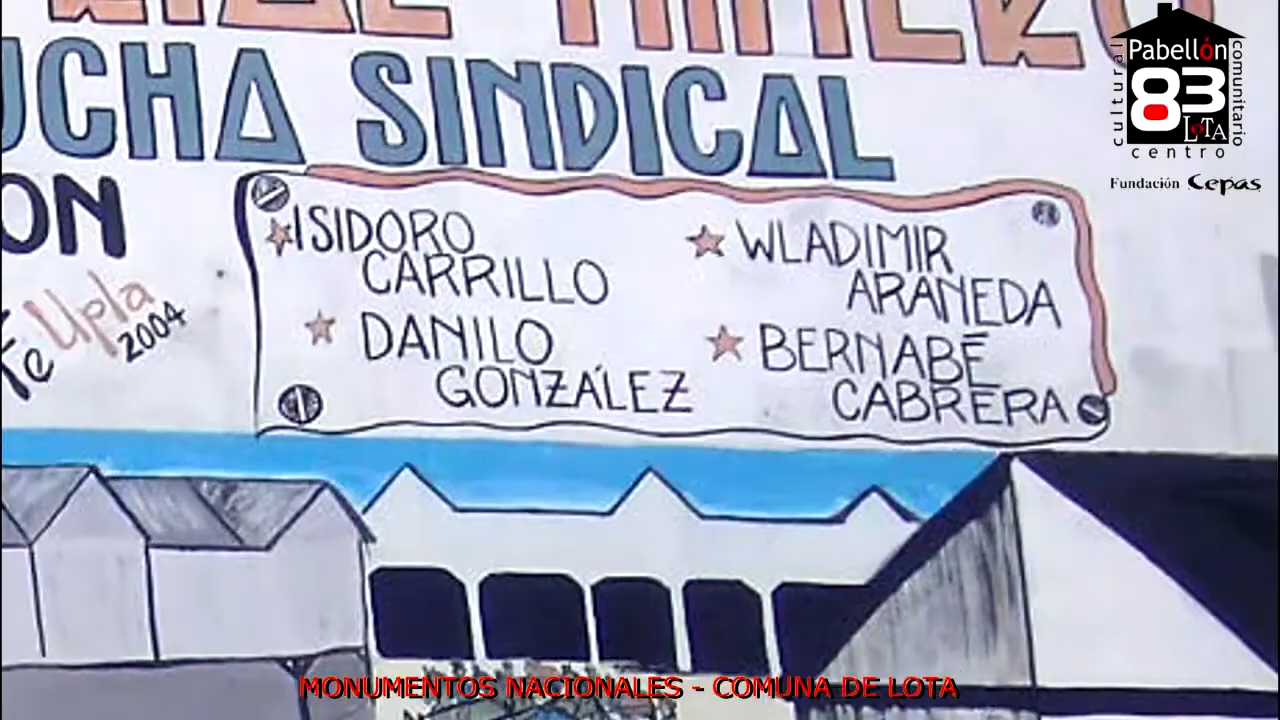 UCHA SINDICAL
ON
ISIDORO
CARRILLO
DANILO
GONZÁLEZ
WLADIMIR
ARANEDA
BERNABÉ
CABRERA
Upla
2004
Pabellón
83
LOTA
cultural
comunitario
centro
Fundación Cepas
MONUMENTOS NACIONALES - COMUNA DE LOTA